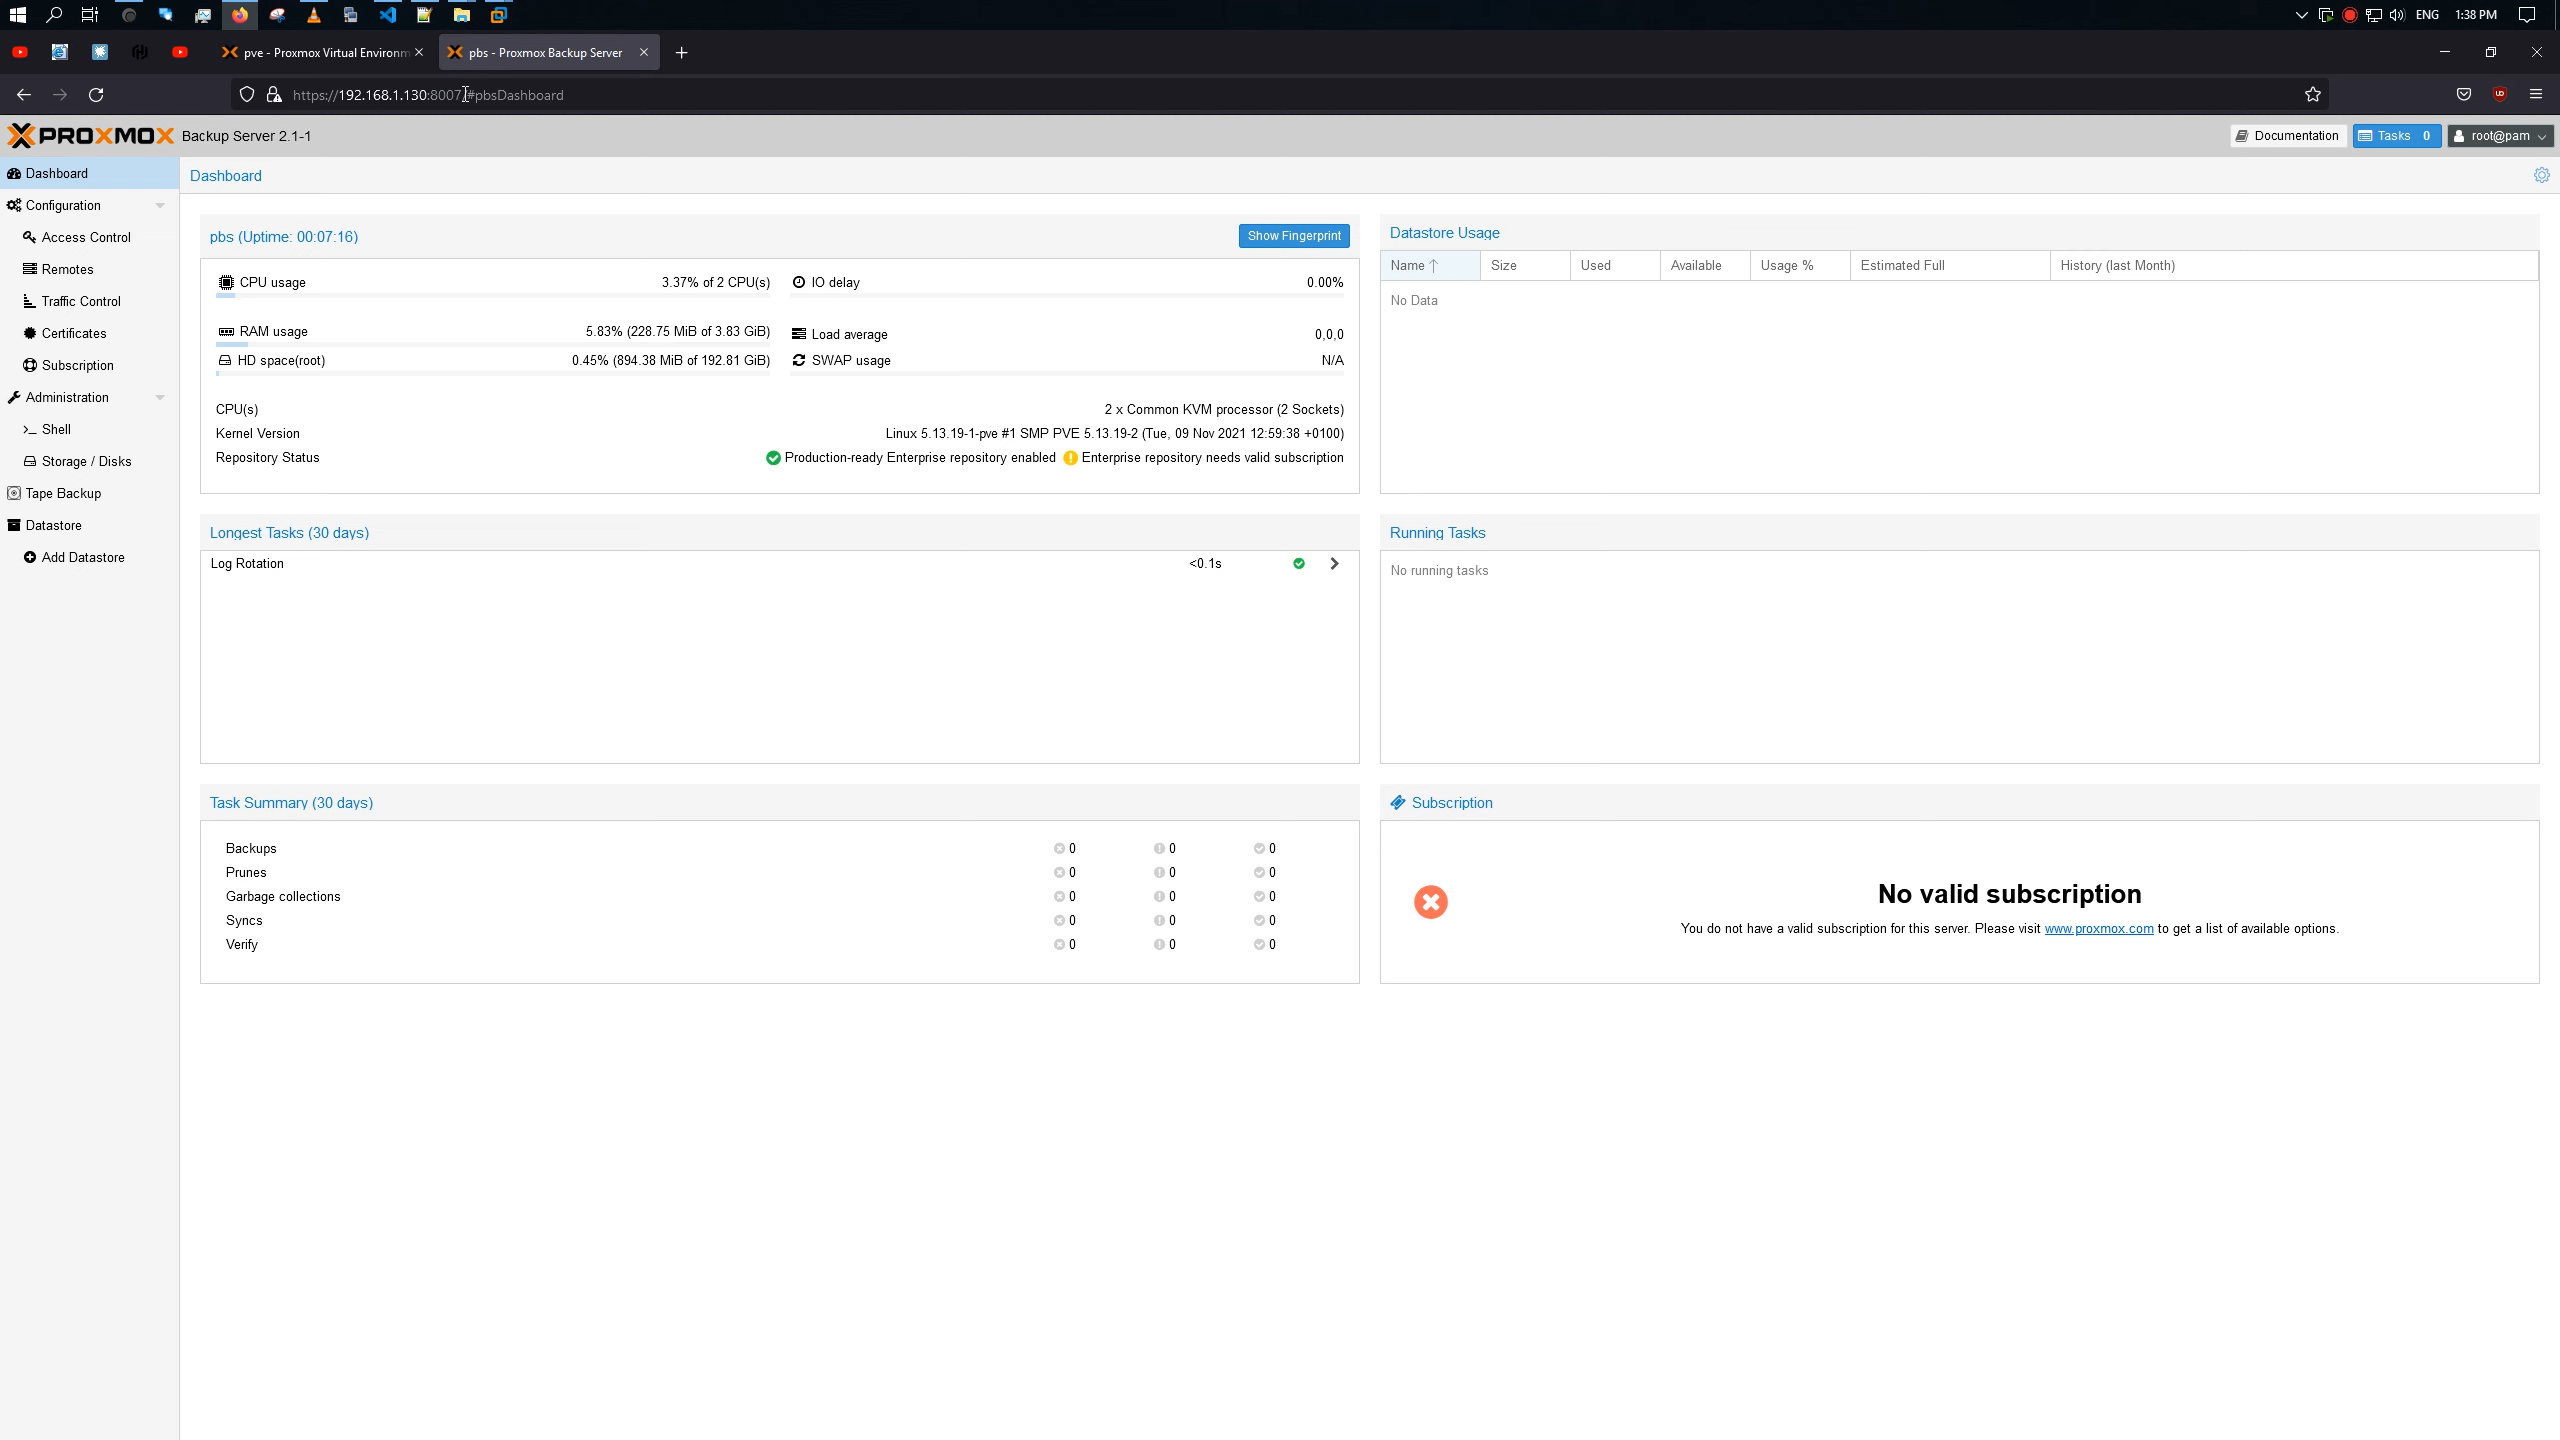 ENG 1:38 PM
pve - Proxmox Virtual Environm
pbs - Proxmox Backup Server
https://192.168.1.130:8007/#pbsDashboard
PROXMOX Backup Server 2.1-1
Documentation
Tasks 0
root@pam
Dashboard
Configuration
Access Control
Remotes
Traffic Control
Certificates
Subscription
Administration
Shell
Storage / Disks
Tape Backup
Datastore
Add Datastore
Dashboard
pbs (Uptime: 00:07:16)
Show Fingerprint
CPU usage 3.37% of 2 CPU(s)
IO delay 0.00%
RAM usage 5.83% (228.75 MiB of 3.83 GiB)
Load average 0,0,0
HD space(root) 0.45% (894.38 MiB of 192.81 GiB)
SWAP usage N/A
CPU(s) 2 x Common KVM processor (2 Sockets)
Kernel Version Linux 5.13.19-1-pve #1 SMP PVE 5.13.19-2 (Tue, 09 Nov 2021 12:59:38 +0100)
Repository Status Production-ready Enterprise repository enabled Enterprise repository needs valid subscription
Datastore Usage
Name Size Used Available Usage % Estimated Full History (last Month)
No Data
Longest Tasks (30 days)
Log Rotation <0.1s
Running Tasks
No running tasks
Task Summary (30 days)
Backups 0 0 0
Prunes 0 0 0
Garbage collections 0 0 0
Syncs 0 0 0
Verify 0 0 0
Subscription
No valid subscription
You do not have a valid subscription for this server. Please visit www.proxmox.com to get a list of available options.